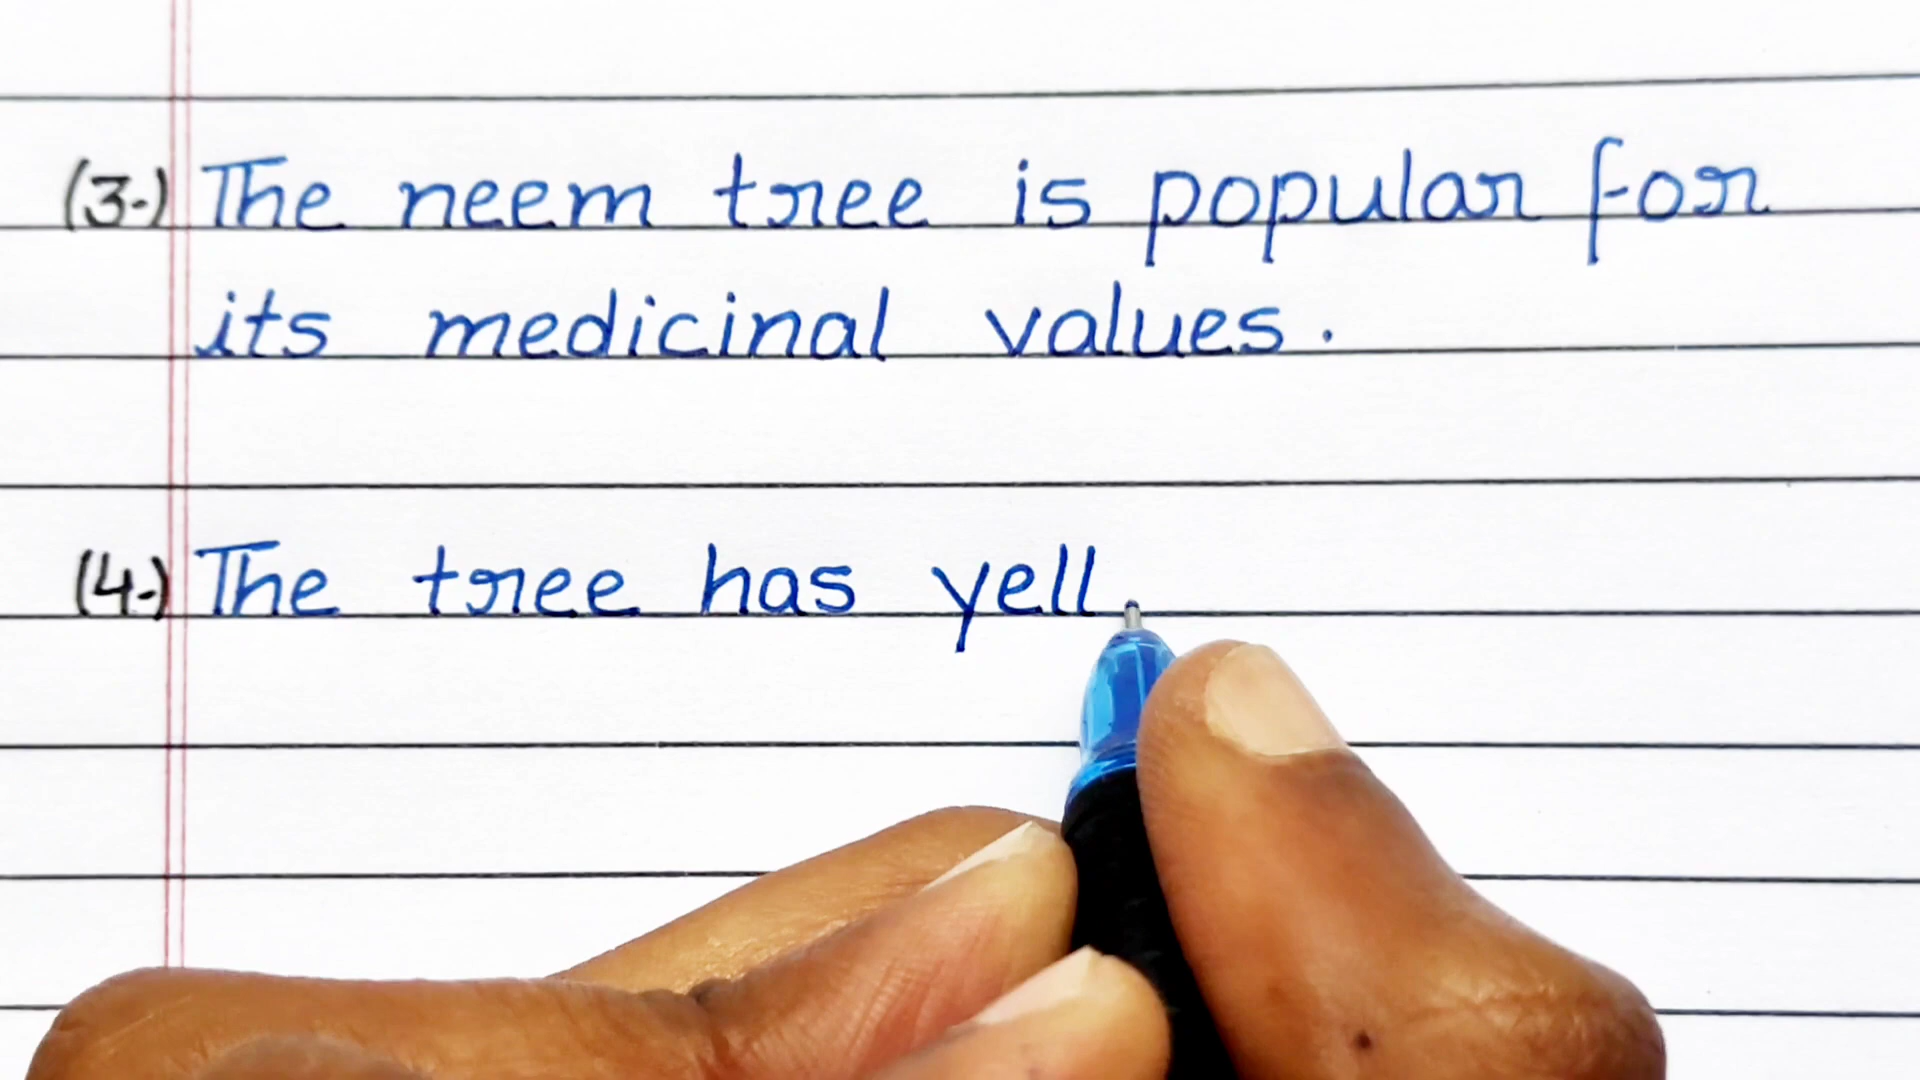 (3.) The neem tree is popular for
its medicinal values.
(4.) The tree has yell